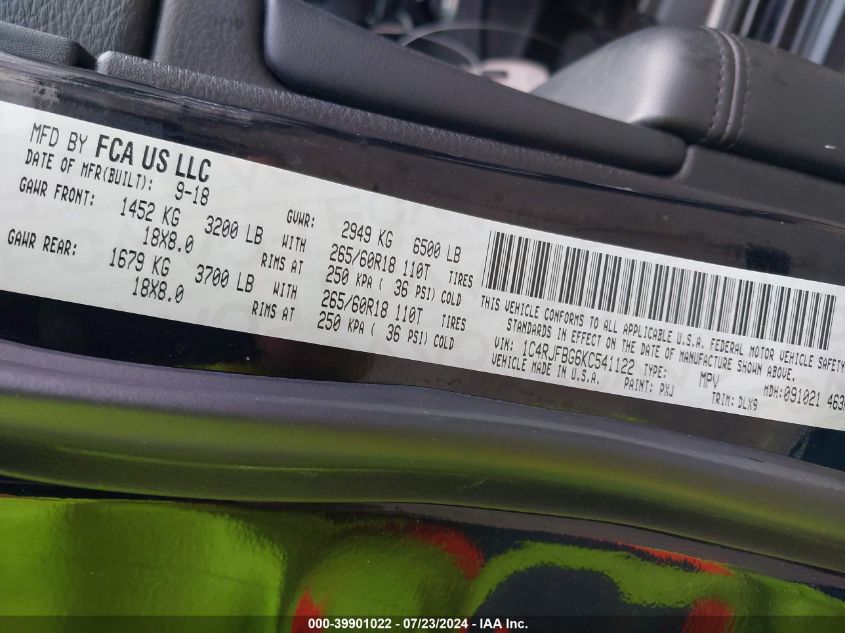 MFD BY FCA US LLC
DATE OF MFR(BUILT): 9-18
GVWR: 2949 KG 6500 LB
GAWR FRONT: 1452 KG 3200 LB WITH 265/60R18 110T TIRES
18X8.0 RIMS AT 250 KPA ( 36 PSI) COLD
GAWR REAR: 1679 KG 3700 LB WITH 265/60R18 110T TIRES
18X8.0 RIMS AT 250 KPA ( 36 PSI) COLD
THIS VEHICLE CONFORMS TO ALL APPLICABLE U.S.A. FEDERAL MOTOR VEHICLE SAFETY
STANDARDS IN EFFECT ON THE DATE OF MANUFACTURE SHOWN ABOVE.
VIN: 1C4RJFBG6KC541122 TYPE: MPV MDH:091021 463
VEHICLE MADE IN U.S.A. PAINT: PXJ TRIM: DLX9
000-39901022 - 07/23/2024 - IAA Inc.